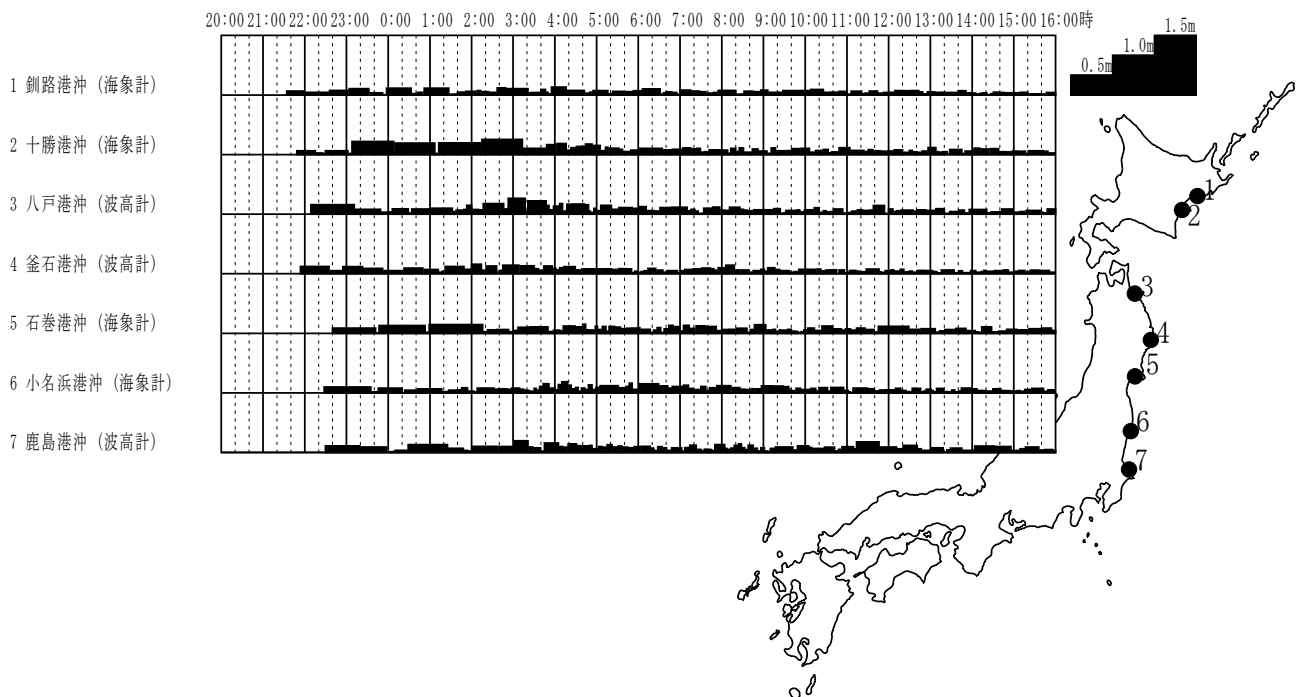 20:00 21:00 22:00 23:00 0:00 1:00 2:00 3:00 4:00 5:00 6:00 7:00 8:00 9:00 10:00 11:00 12:00 13:00 14:00 15:00 16:00時
1.5m
1.0m
0.5m
1 釧路港沖 (海象計)
2 十勝港沖 (海象計)
3 八戸港沖 (波高計)
4 釜石港沖 (波高計)
5 石巻港沖 (海象計)
6 小名浜港沖 (海象計)
7 鹿島港沖 (波高計)
1
2
3
4
5
6
7